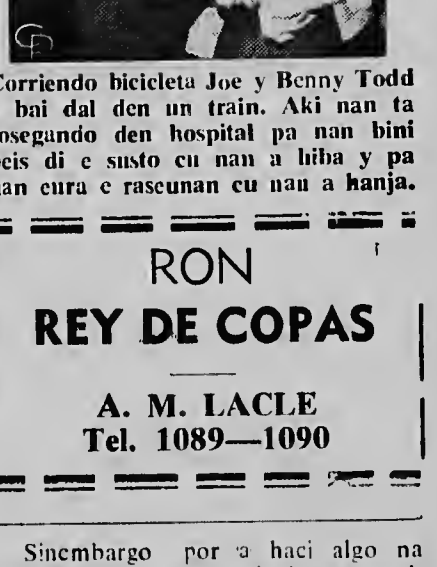 Corriendo bicicleta Joe y Benny Todd
bai dal den un train. Aki nan ta
osegando den hospital pa nan bini
eis di e susto cu nan a hiba y pa
nan cura e rascunan cu nan a hanja.
RON
REY DE COPAS
A. M. LACLE
Tel. 1089—1090
Sinembargo por a haci algo na